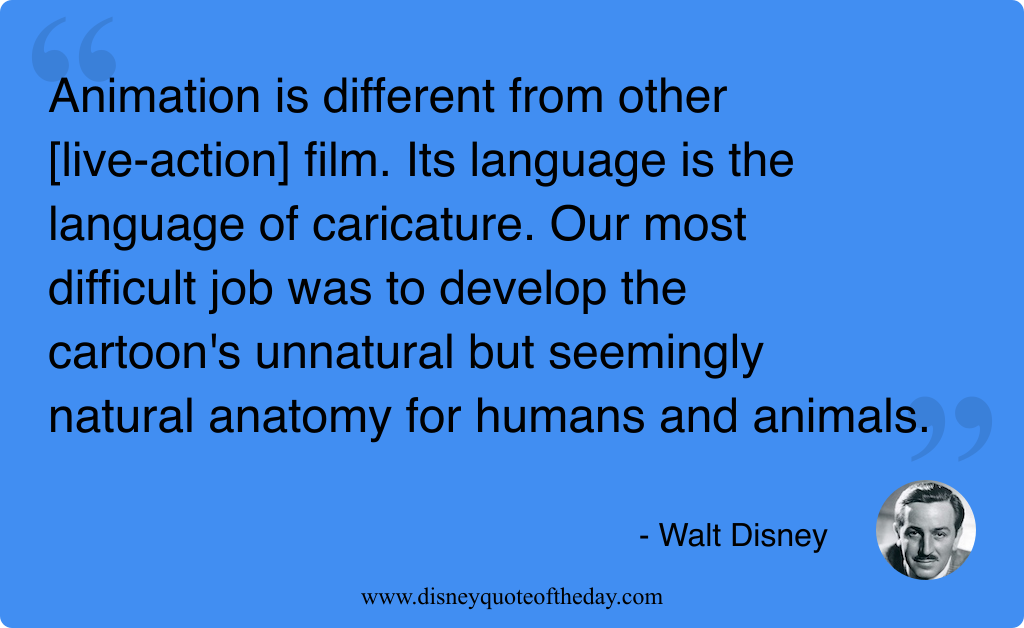 Animation is different from other
[live-action] film. Its language is the
language of caricature. Our most
difficult job was to develop the
cartoon's unnatural but seemingly
natural anatomy for humans and animals.
- Walt Disney
www.disneyquoteoftheday.com